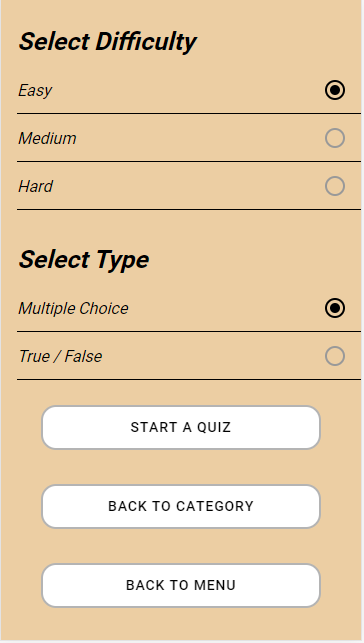 Select Difficulty
Easy
Medium
Hard
Select Type
Multiple Choice
True / False
START A QUIZ
BACK TO CATEGORY
BACK TO MENU